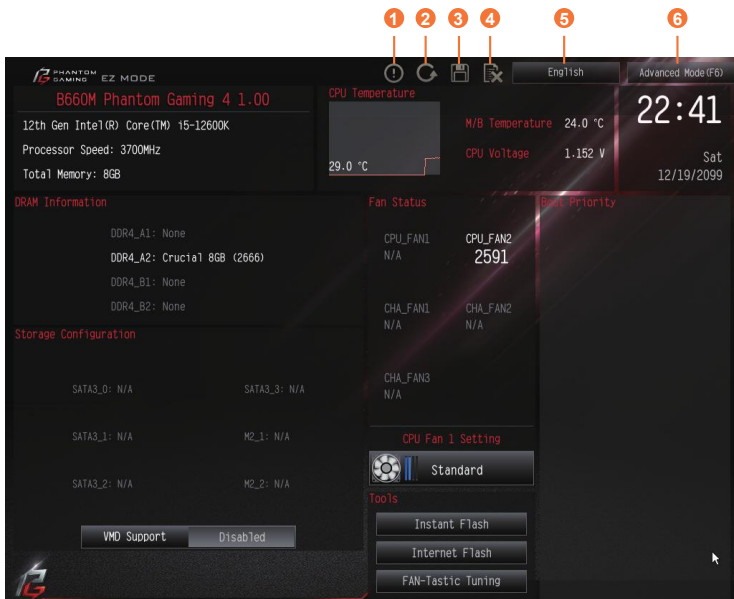 1 2 3 4 5 6
PHANTOM GAMING EZ MODE
English
Advanced Mode(F6)
B660M Phantom Gaming 4 1.00
12th Gen Intel(R) Core(TM) i5-12600K
Processor Speed: 3700MHz
Total Memory: 8GB
CPU Temperature
29.0 °C
M/B Temperature 24.0 °C
CPU Voltage 1.152 V
22:41
Sat
12/19/2099
DRAM Information
DDR4_A1: None
DDR4_A2: Crucial 8GB (2666)
DDR4_B1: None
DDR4_B2: None
Storage Configuration
SATA3_0: N/A SATA3_3: N/A
SATA3_1: N/A M2_1: N/A
SATA3_2: N/A M2_2: N/A
VMD Support Disabled
Fan Status
CPU_FAN1 CPU_FAN2
N/A 2591
CHA_FAN1 CHA_FAN2
N/A N/A
CHA_FAN3
N/A
CPU Fan 1 Setting
Standard
Tools
Instant Flash
Internet Flash
FAN-Tastic Tuning
Boot Priority